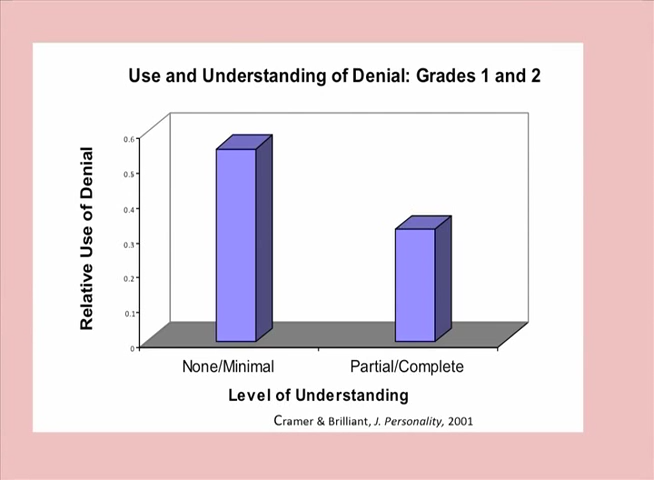 Use and Understanding of Denial: Grades 1 and 2
Relative Use of Denial
0.6
0.5
0.4
0.3
0.2
0.1
0
None/Minimal Partial/Complete
Level of Understanding
Cramer & Brilliant, J. Personality, 2001